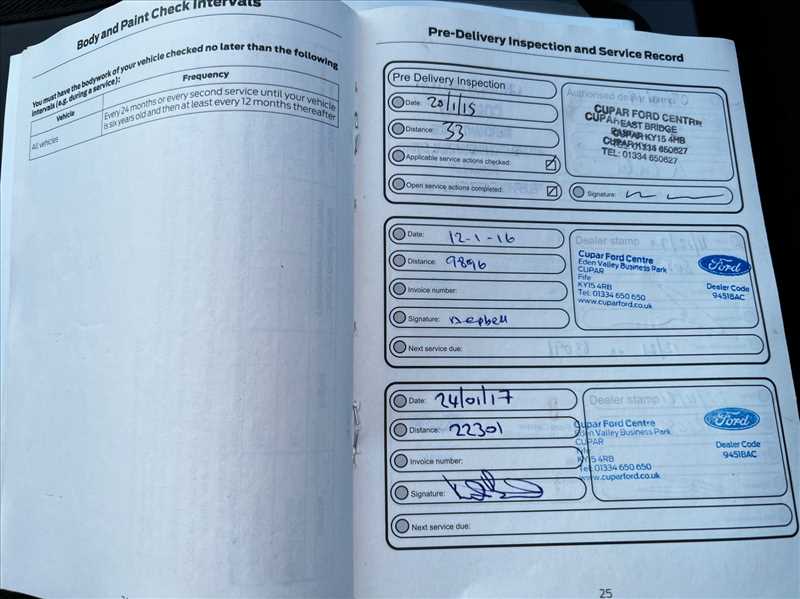 Body and Paint Check Intervals
You must have the bodywork of your vehicle checked no later than the following
intervals (e.g. during a service):
Vehicle
Frequency
All vehicles
Every 24 months or every second service until your vehicle
is six years old and then at least every 12 months thereafter
Pre-Delivery Inspection and Service Record
Pre Delivery Inspection
Date: 20/1/15
Distance: 33
Applicable service actions checked:
Open service actions completed:
CUPAR FORD CENTRE
EAST BRIDGE
CUPAR KY15 4HB
TEL: 01334 650627
Signature:
Date: 12-1-16
Distance: 9896
Invoice number:
Signature:
Next service due:
Dealer stamp
Cupar Ford Centre
Eden Valley Business Park
CUPAR
Fife
KY15 4RB
Tel: 01334 650 650
www.cuparford.co.uk
Ford
Dealer Code
9451BAC
Date: 24/01/17
Distance: 22301
Invoice number:
Signature:
Next service due:
Dealer stamp
Cupar Ford Centre
Eden Valley Business Park
CUPAR
Fife
KY15 4RB
Tel: 01334 650 650
www.cuparford.co.uk
Ford
Dealer Code
9451BAC
25